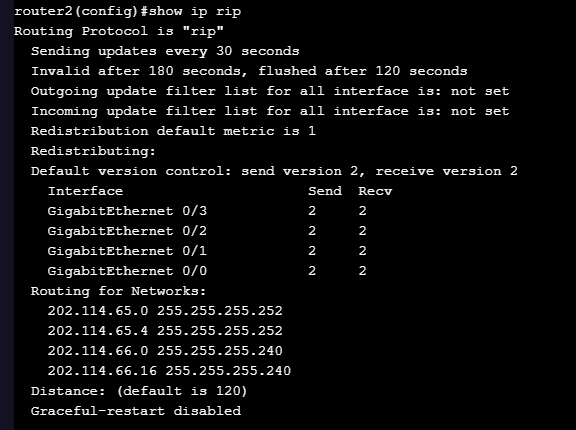 router2(config)#show ip rip
Routing Protocol is "rip"
Sending updates every 30 seconds
Invalid after 180 seconds, flushed after 120 seconds
Outgoing update filter list for all interface is: not set
Incoming update filter list for all interface is: not set
Redistribution default metric is 1
Redistributing:
Default version control: send version 2, receive version 2
Interface Send Recv
GigabitEthernet 0/3 2 2
GigabitEthernet 0/2 2 2
GigabitEthernet 0/1 2 2
GigabitEthernet 0/0 2 2
Routing for Networks:
202.114.65.0 255.255.255.252
202.114.65.4 255.255.255.252
202.114.66.0 255.255.255.240
202.114.66.16 255.255.255.240
Distance: (default is 120)
Graceful-restart disabled